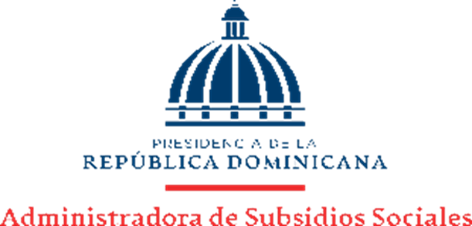 PRESIDENCIA DE LA
REPÚBLICA DOMINICANA
Administradora de Subsidios Sociales